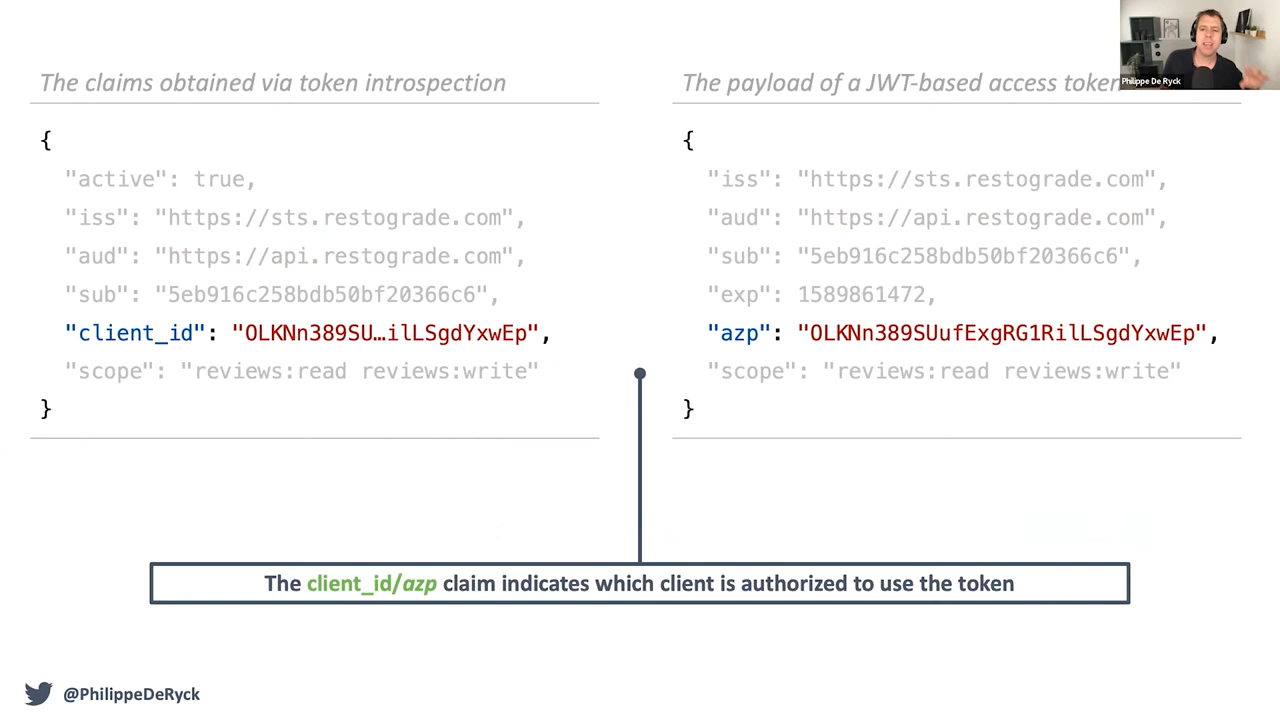 The claims obtained via token introspection
{
"active": true,
"iss": "https://sts.restograde.com",
"aud": "https://api.restograde.com",
"sub": "5eb916c258bdb50bf20366c6",
"client_id": "OLKNn389SU…ilLSgdYxwEp",
"scope": "reviews:read reviews:write"
}
The payload of a JWT-based access token
{
"iss": "https://sts.restograde.com",
"aud": "https://api.restograde.com",
"sub": "5eb916c258bdb50bf20366c6",
"exp": 1589861472,
"azp": "OLKNn389SUufExgRG1RilLSgdYxwEp",
"scope": "reviews:read reviews:write"
}
The client_id/azp claim indicates which client is authorized to use the token
@PhilippeDeRyck
Philippe De Ryck